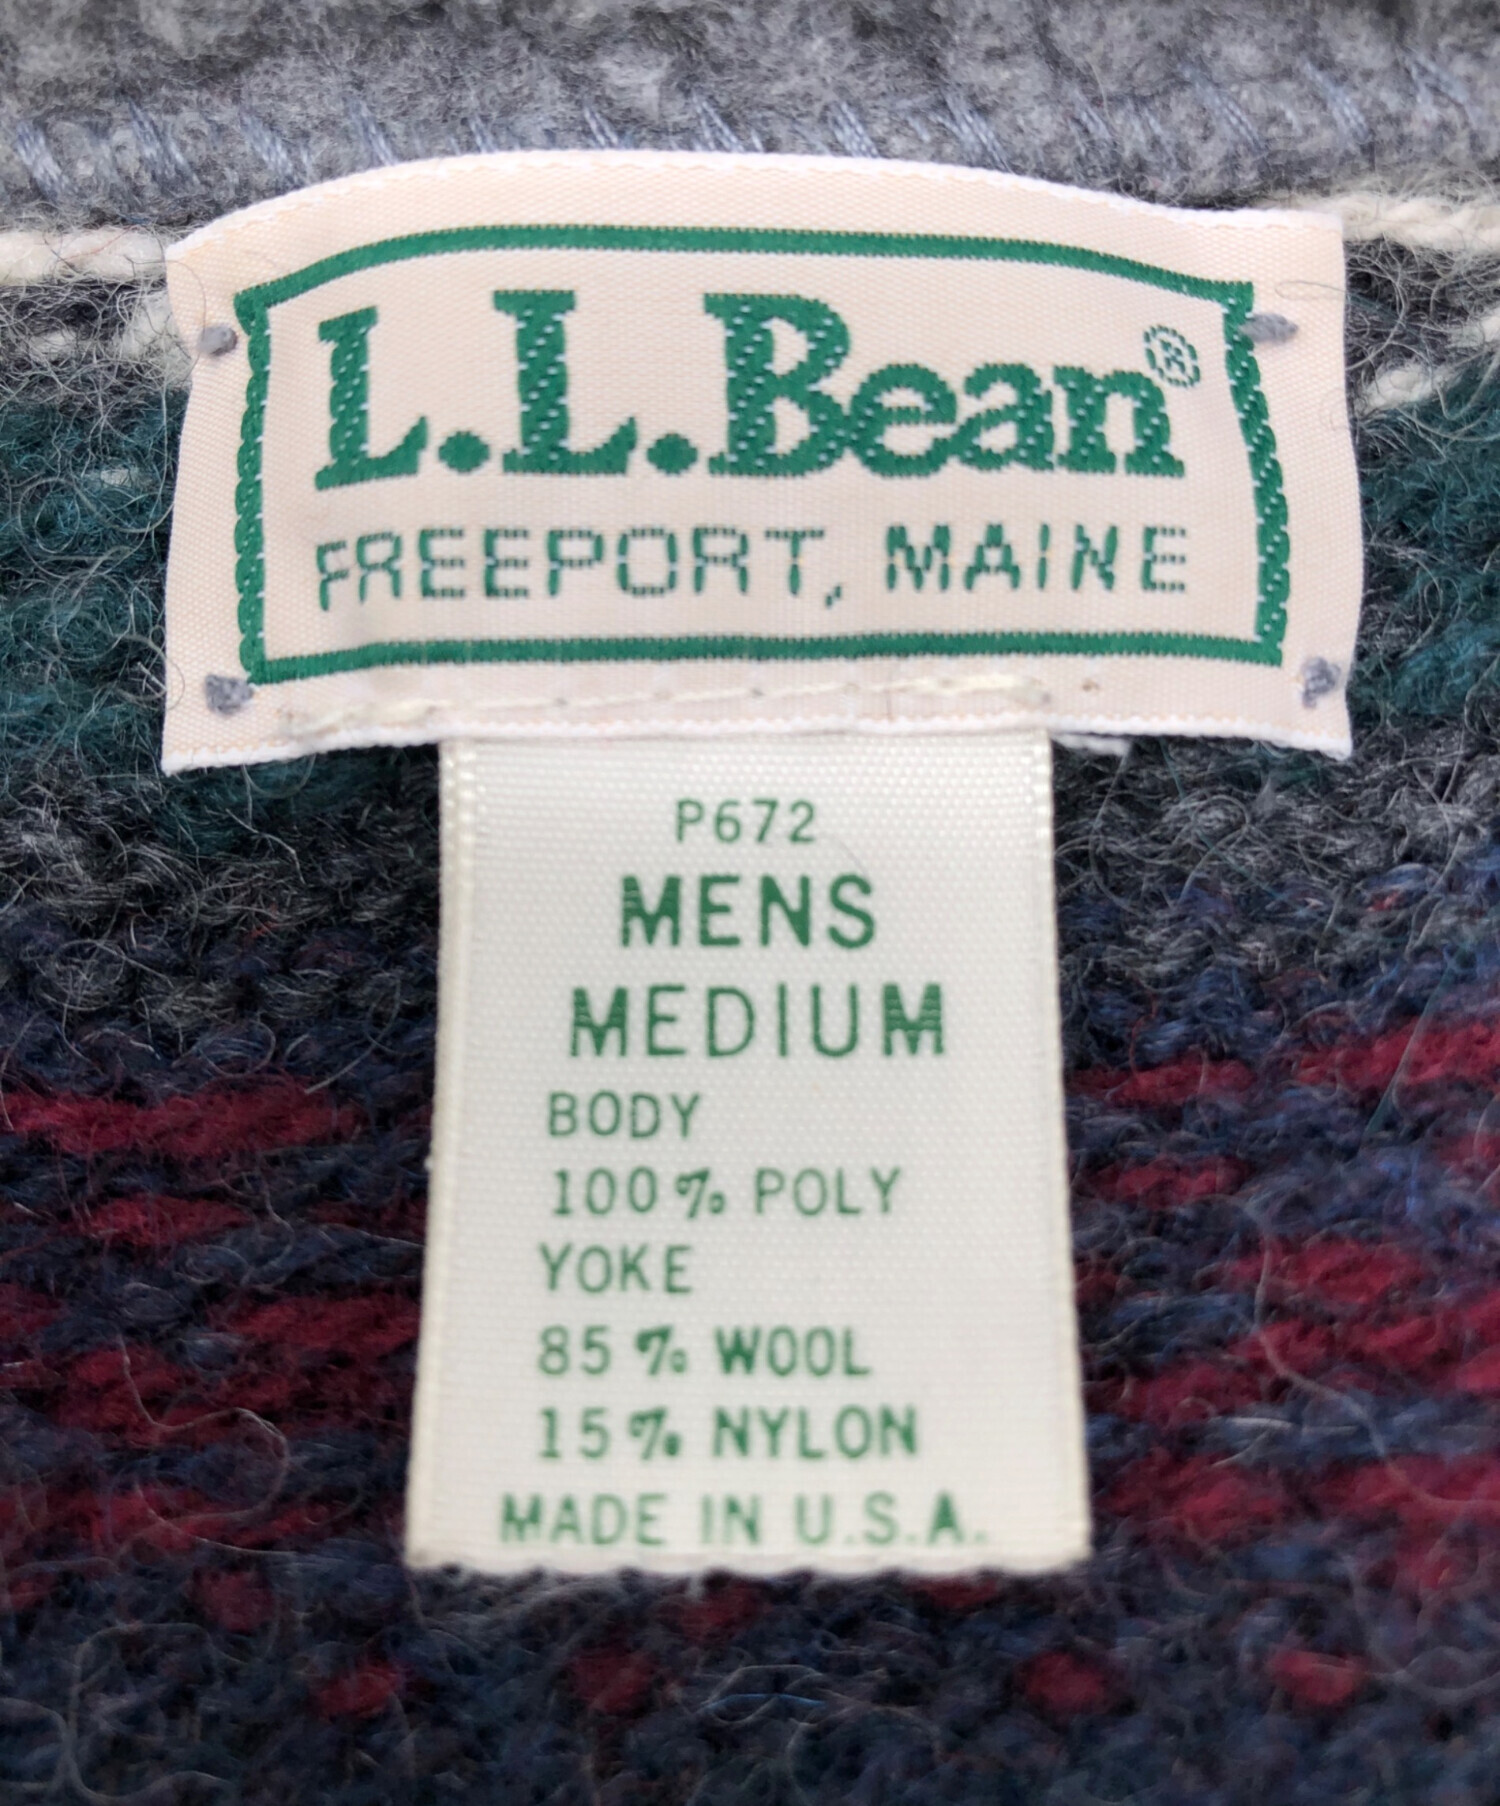 L.L.Bean®
FREEPORT, MAINE
P672
MENS
MEDIUM
BODY
100% POLY
YOKE
85% WOOL
15% NYLON
MADE IN U.S.A.